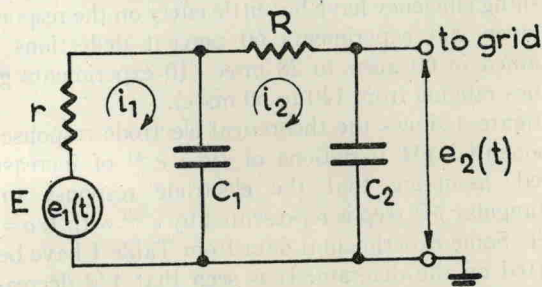 R
to grid
r
i₁
i₂
E
e₁(t)
C₁
C₂
e₂(t)